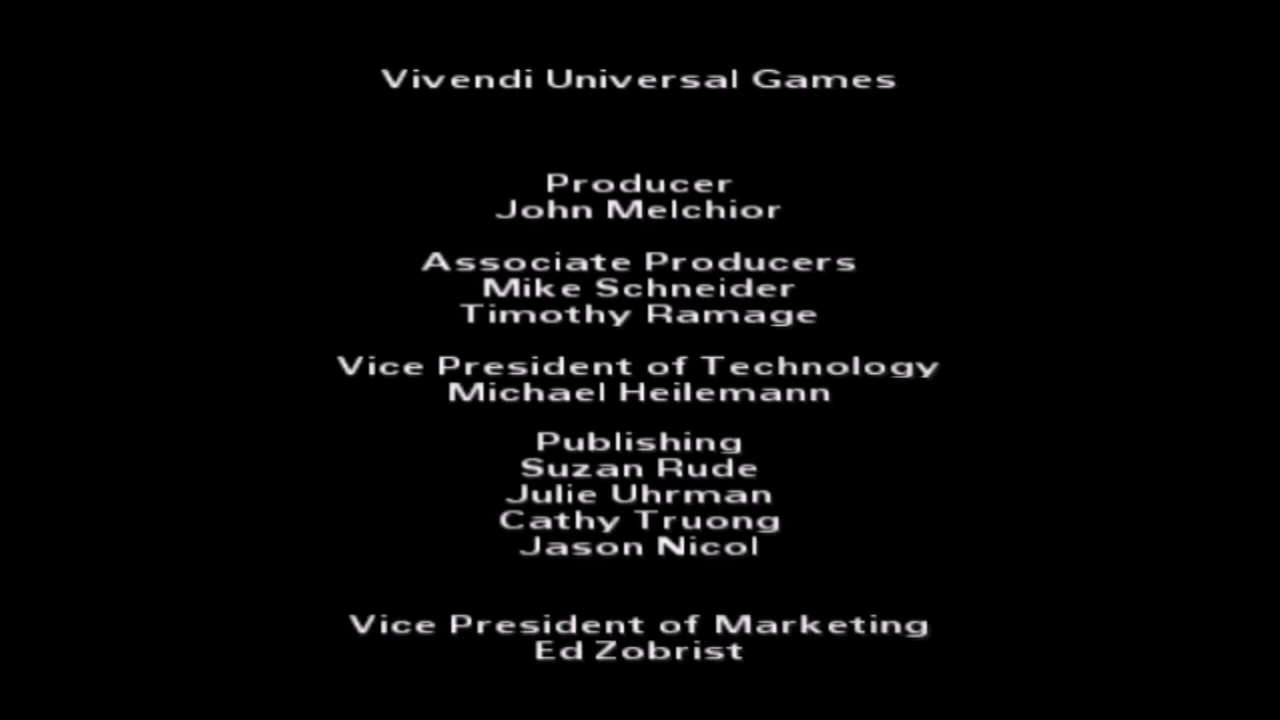 Vivendi Universal Games
Producer
John Melchior
Associate Producers
Mike Schneider
Timothy Ramage
Vice President of Technology
Michael Heilemann
Publishing
Suzan Rude
Julie Uhrman
Cathy Truong
Jason Nicol
Vice President of Marketing
Ed Zobrist